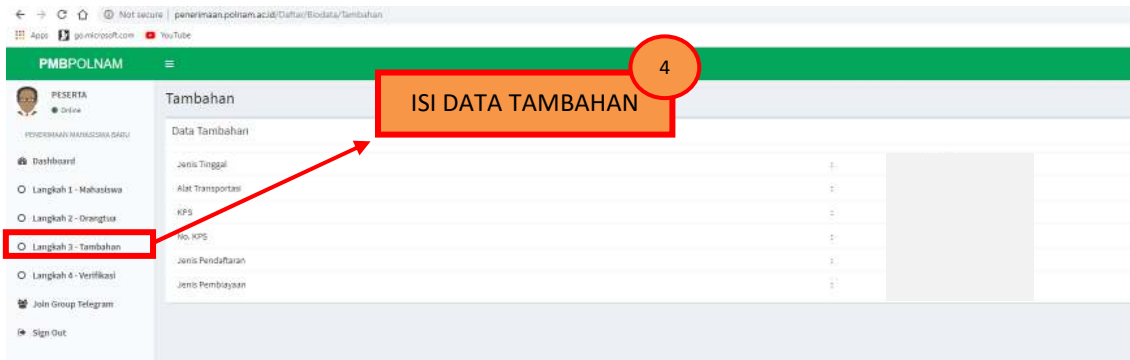 Not secure | penerimaan.polnam.ac.id/Daftar/Biodata/Tambahan
Apps go.microsoft.com YouTube
PMBPOLNAM
4
ISI DATA TAMBAHAN
PESERTA
Online
PENERIMAAN MAHASISWA BARU
Dashboard
Langkah 1 - Mahasiswa
Langkah 2 - Orangtua
Langkah 3 - Tambahan
Langkah 4 - Verifikasi
Join Group Telegram
Sign Out
Tambahan
Data Tambahan
Jenis Tinggal :
Alat Transportasi :
KPS :
No. KPS :
Jenis Pendaftaran :
Jenis Pembiayaan :